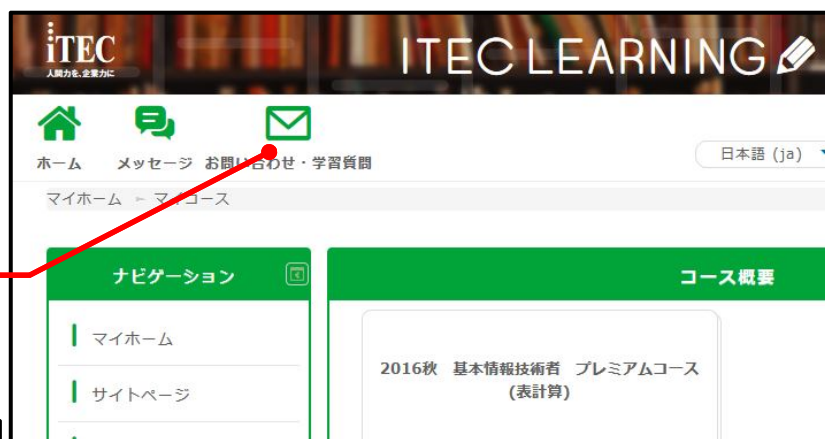 iTEC
人間力を、企業力に
ITEC LEARNING
ホーム メッセージ お問い合わせ・学習質問
日本語 (ja)
マイホーム ► マイコース
ナビゲーション
コース概要
マイホーム
2016秋 基本情報技術者 プレミアムコース
(表計算)
サイトページ